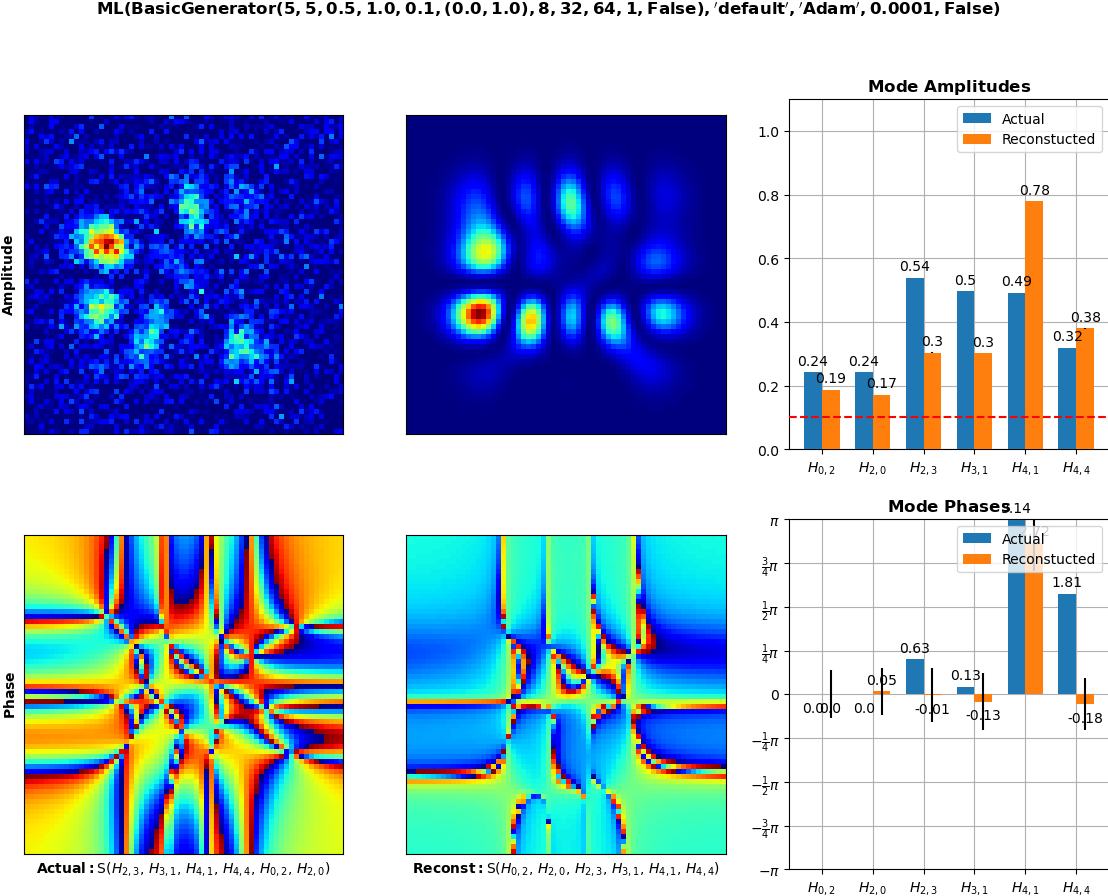 ML(BasicGenerator(5, 5, 0.5, 1.0, 0.1, (0.0, 1.0), 8, 32, 64, 1, False), ′default′, ′Adam′, 0.0001, False)
Mode Amplitudes
Actual
Reconstucted
1.0
0.8
0.6
0.4
0.2
0.0
0.24
0.19
0.24
0.17
0.54
0.3
0.5
0.3
0.49
0.78
0.32
0.38
H0, 2
H2, 0
H2, 3
H3, 1
H4, 1
H4, 4
Amplitude
Mode Phases
Actual
Reconstucted
π
3/4π
1/2π
1/4π
0
−1/4π
−1/2π
−3/4π
−π
0.0
0.0
0.0
0.05
0.63
-0.01
0.13
-0.13
3.14
1.81
-0.18
H0, 2
H2, 0
H2, 3
H3, 1
H4, 1
H4, 4
Phase
Actual: S(H2, 3, H3, 1, H4, 1, H4, 4, H0, 2, H2, 0)
Reconst: S(H0, 2, H2, 0, H2, 3, H3, 1, H4, 1, H4, 4)